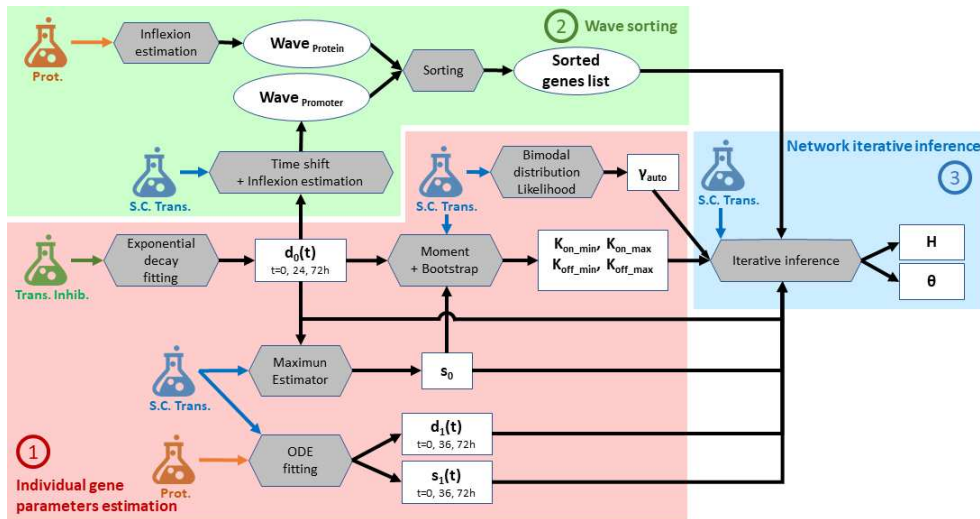 Inflexion
estimation
Prot.
Wave Protein
Wave Promoter
Sorting
Sorted
genes list
2 Wave sorting
Time shift
+ Inflexion estimation
S.C. Trans.
S.C. Trans.
Bimodal
distribution
Likelihood
γauto
Network iterative inference
3
S.C. Trans.
Trans. Inhib.
Exponential
decay
fitting
d0(t)
t=0, 24, 72h
Moment
+ Bootstrap
Kon_min, Kon_max
Koff_min, Koff_max
Iterative inference
H
θ
S.C. Trans.
Maximun
Estimator
s0
Prot.
ODE
fitting
d1(t)
t=0, 36, 72h
s1(t)
t=0, 36, 72h
1
Individual gene
parameters estimation